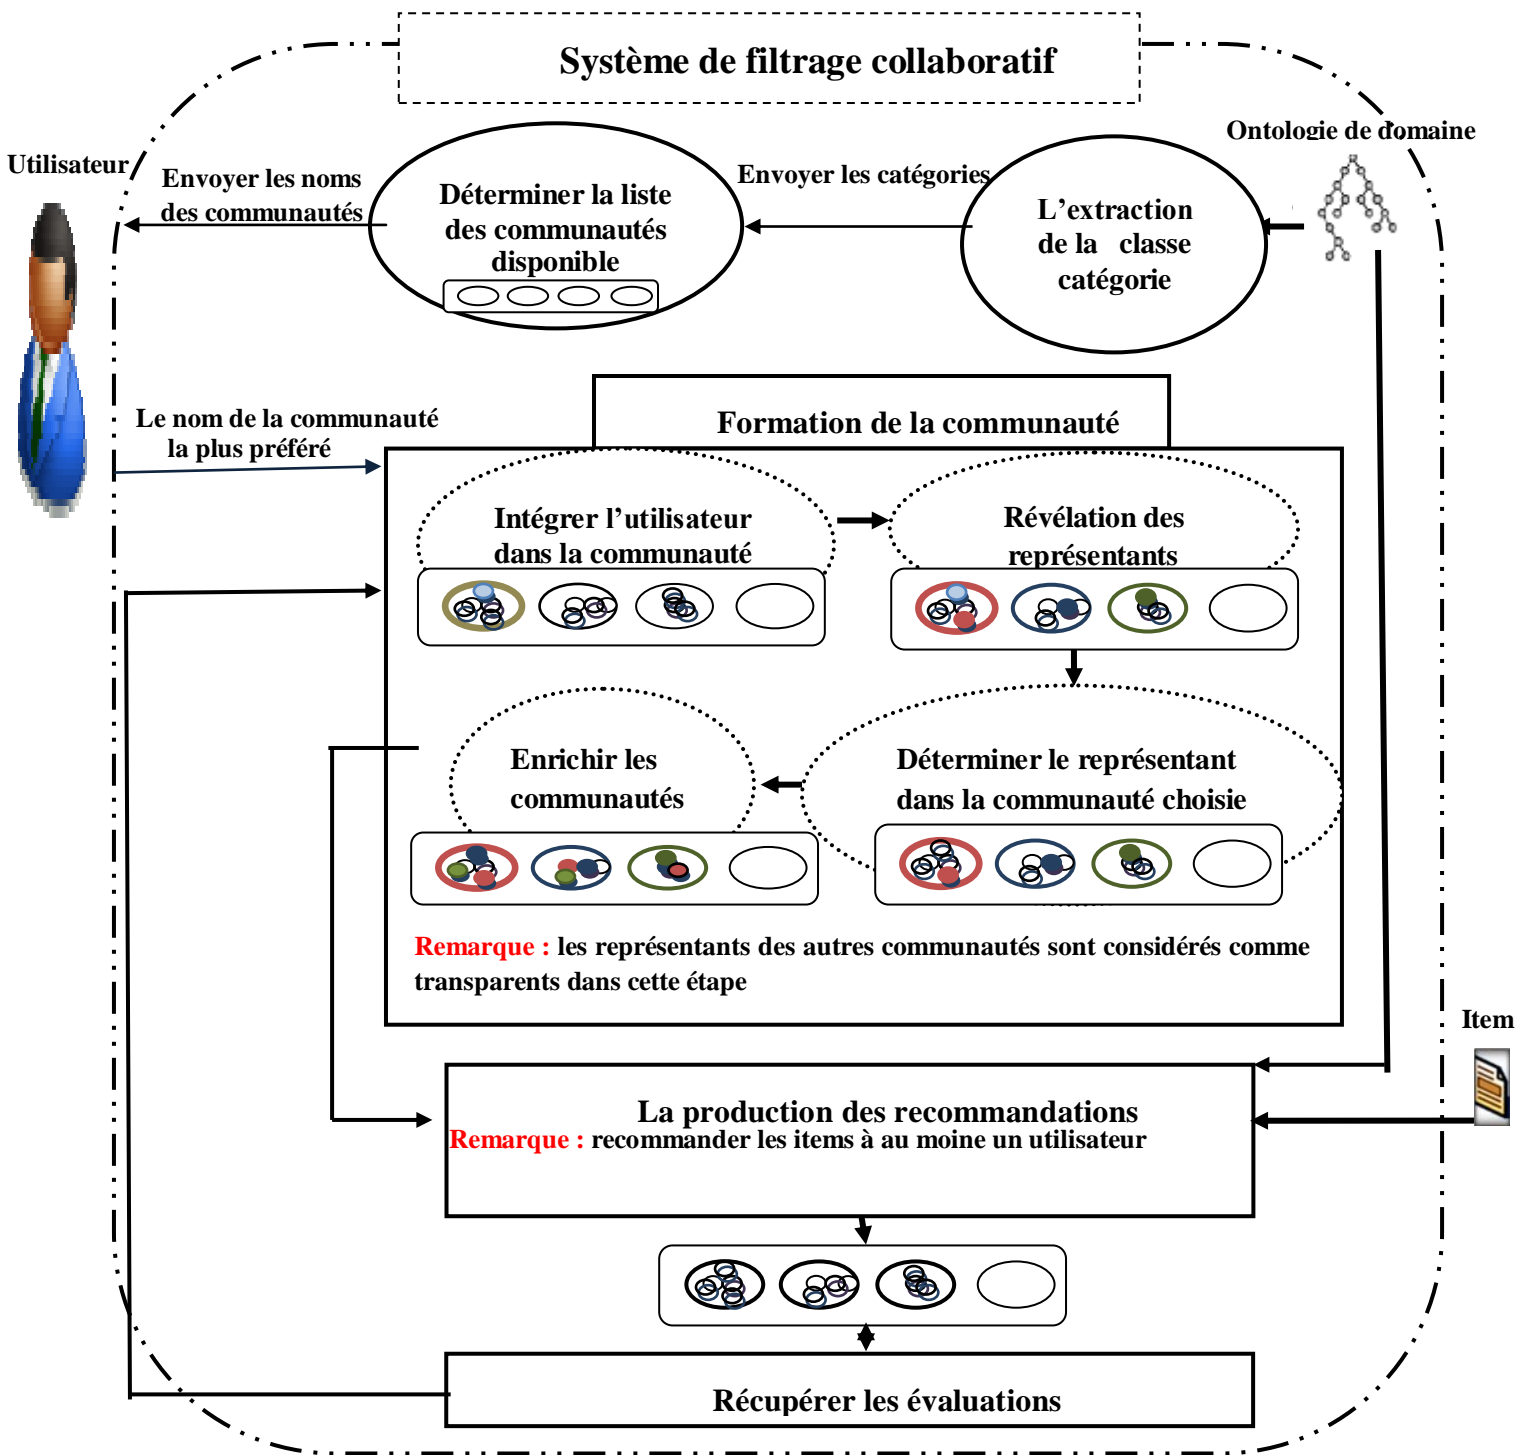 Système de filtrage collaboratif
Ontologie de domaine
Utilisateur
Envoyer les noms
des communautés
Déterminer la liste
des communautés
disponible
Envoyer les catégories
L’extraction
de la classe
catégorie
Formation de la communauté
Le nom de la communauté
la plus préféré
Intégrer l’utilisateur
dans la communauté
Révélation des
représentants
Enrichir les
communautés
Déterminer le représentant
dans la communauté choisie
Remarque : les représentants des autres communautés sont considérés comme
transparents dans cette étape
Item
La production des recommandations
Remarque : recommander les items à au moine un utilisateur
Récupérer les évaluations